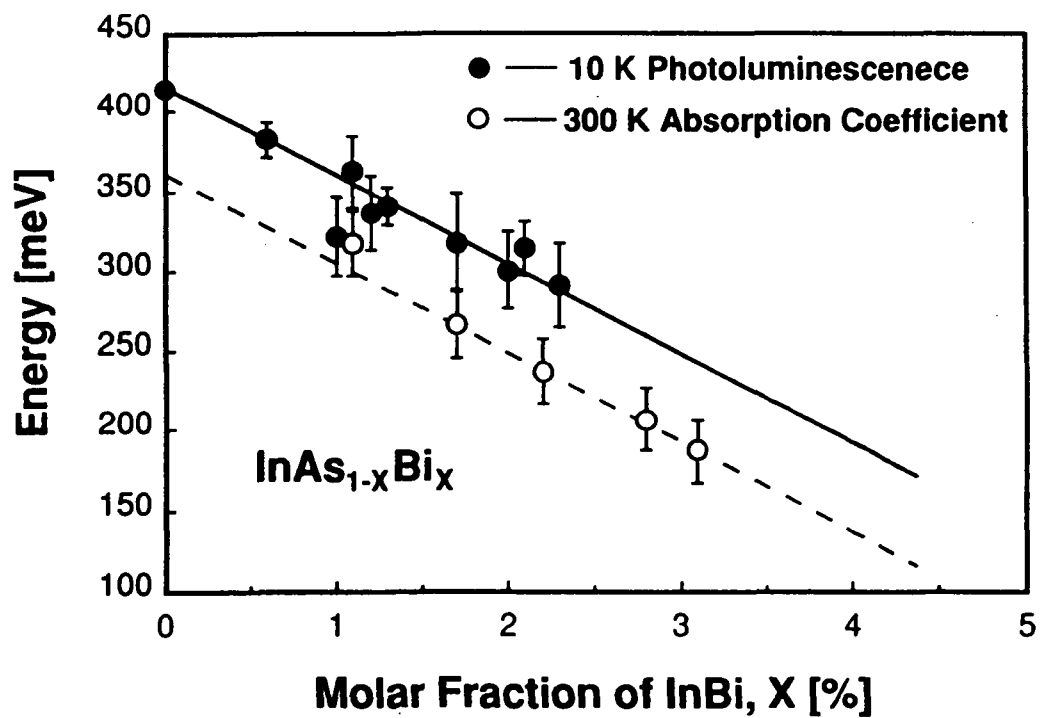 450
400
350
300
250
200
150
100
Energy [meV]
10 K Photoluminescenece
300 K Absorption Coefficient
InAs1-XBiX
0 1 2 3 4 5
Molar Fraction of InBi, X [%]